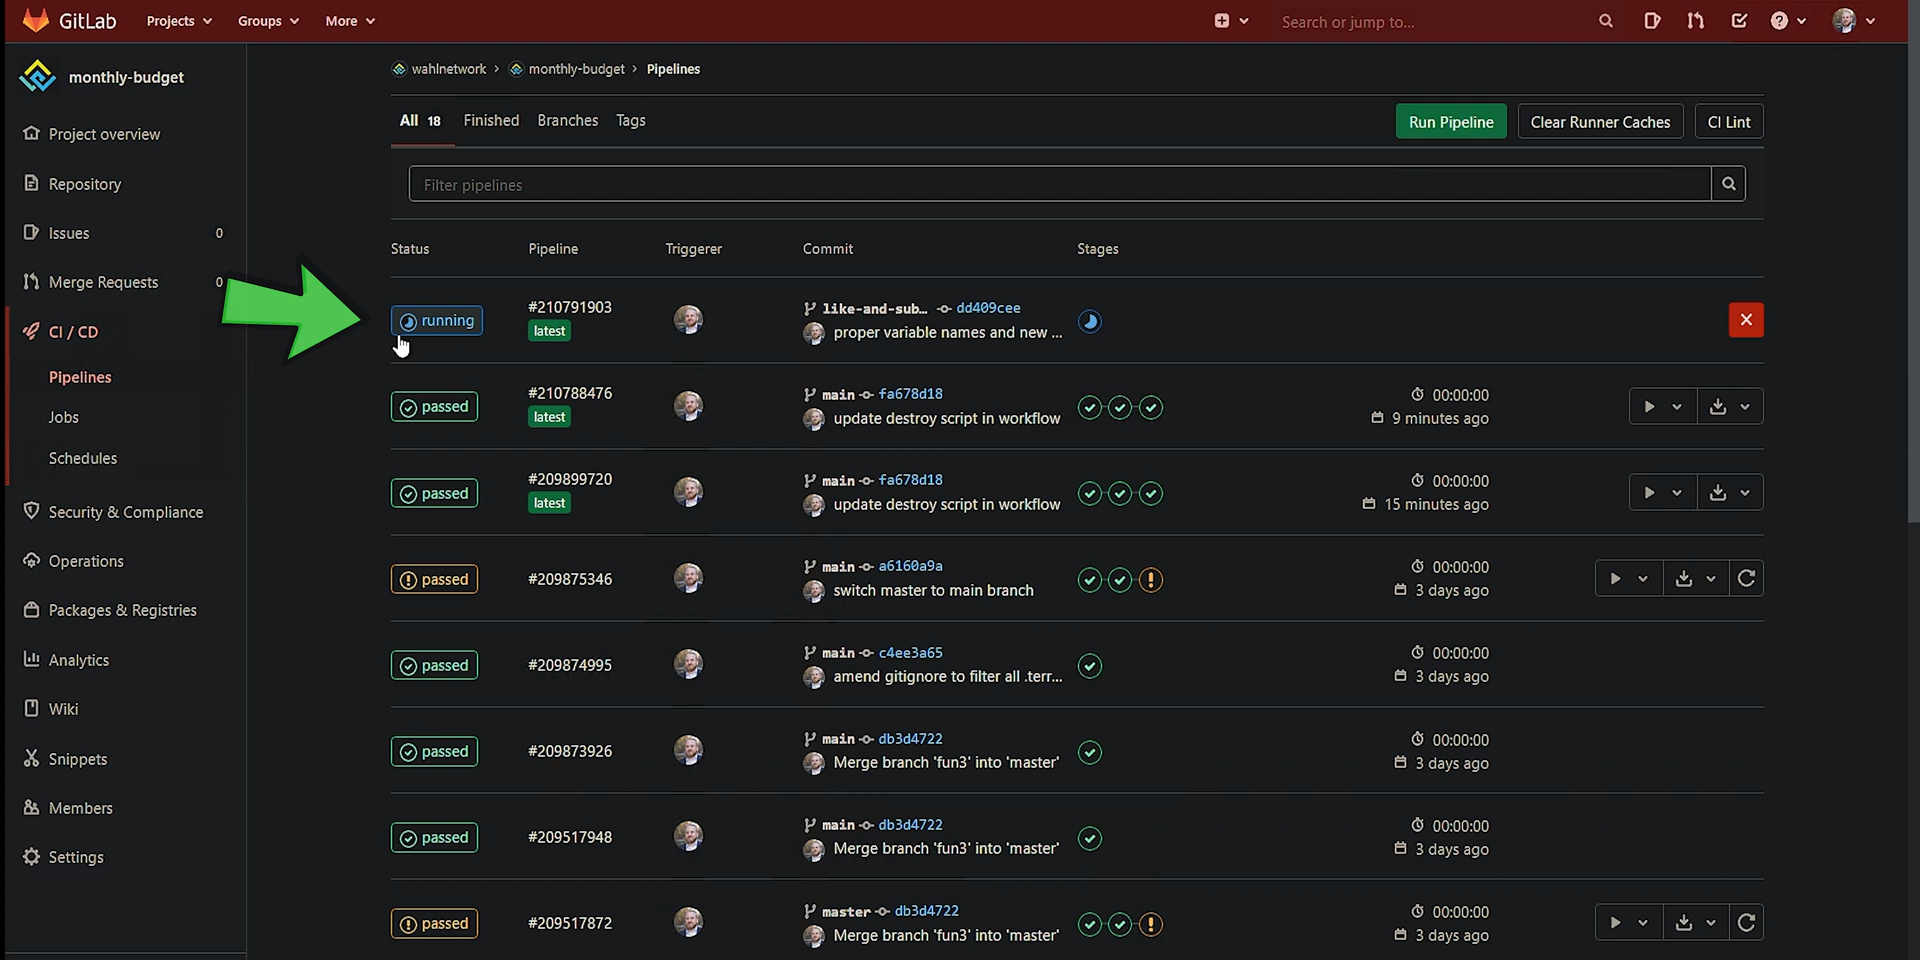 GitLab Projects Groups More Search or jump to...
monthly-budget
Project overview
Repository
Issues 0
Merge Requests 0
CI / CD
Pipelines
Jobs
Schedules
Security & Compliance
Operations
Packages & Registries
Analytics
Wiki
Snippets
Members
Settings
wahlnetwork › monthly-budget › Pipelines
All 18 Finished Branches Tags Run Pipeline Clear Runner Caches CI Lint
Filter pipelines
Status Pipeline Triggerer Commit Stages
running #210791903 latest like-and-sub... dd409cee
proper variable names and new ...
passed #210788476 latest main fa678d18 00:00:00
update destroy script in workflow 9 minutes ago
passed #209899720 latest main fa678d18 00:00:00
update destroy script in workflow 15 minutes ago
passed #209875346 main a6160a9a 00:00:00
switch master to main branch 3 days ago
passed #209874995 main c4ee3a65 00:00:00
amend gitignore to filter all .terr... 3 days ago
passed #209873926 main db3d4722 00:00:00
Merge branch 'fun3' into 'master' 3 days ago
passed #209517948 main db3d4722 00:00:00
Merge branch 'fun3' into 'master' 3 days ago
passed #209517872 master db3d4722 00:00:00
Merge branch 'fun3' into 'master' 3 days ago